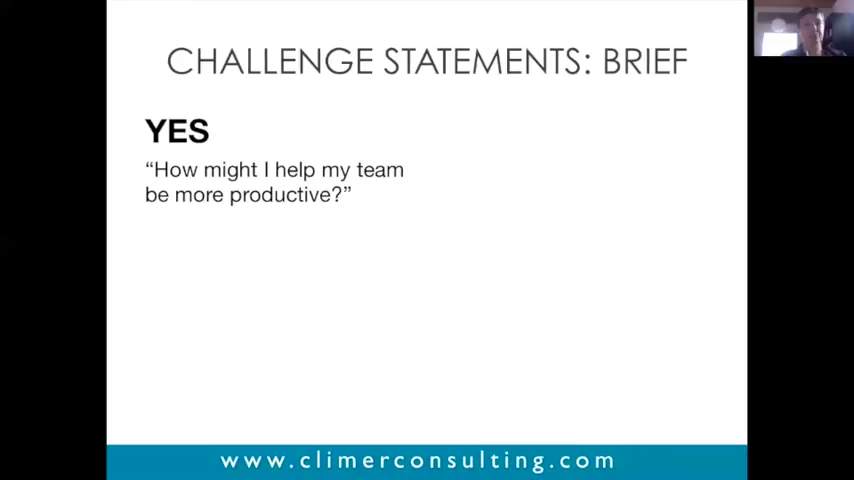 CHALLENGE STATEMENTS: BRIEF
YES
“How might I help my team
be more productive?”
www.climerconsulting.com